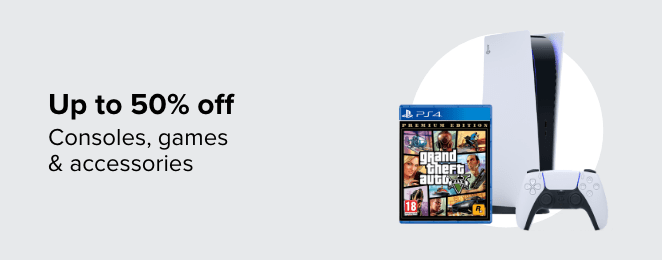 Up to 50% off
Consoles, games
& accessories
PS4
PREMIUM EDITION
grand
theft
auto
V
18
R